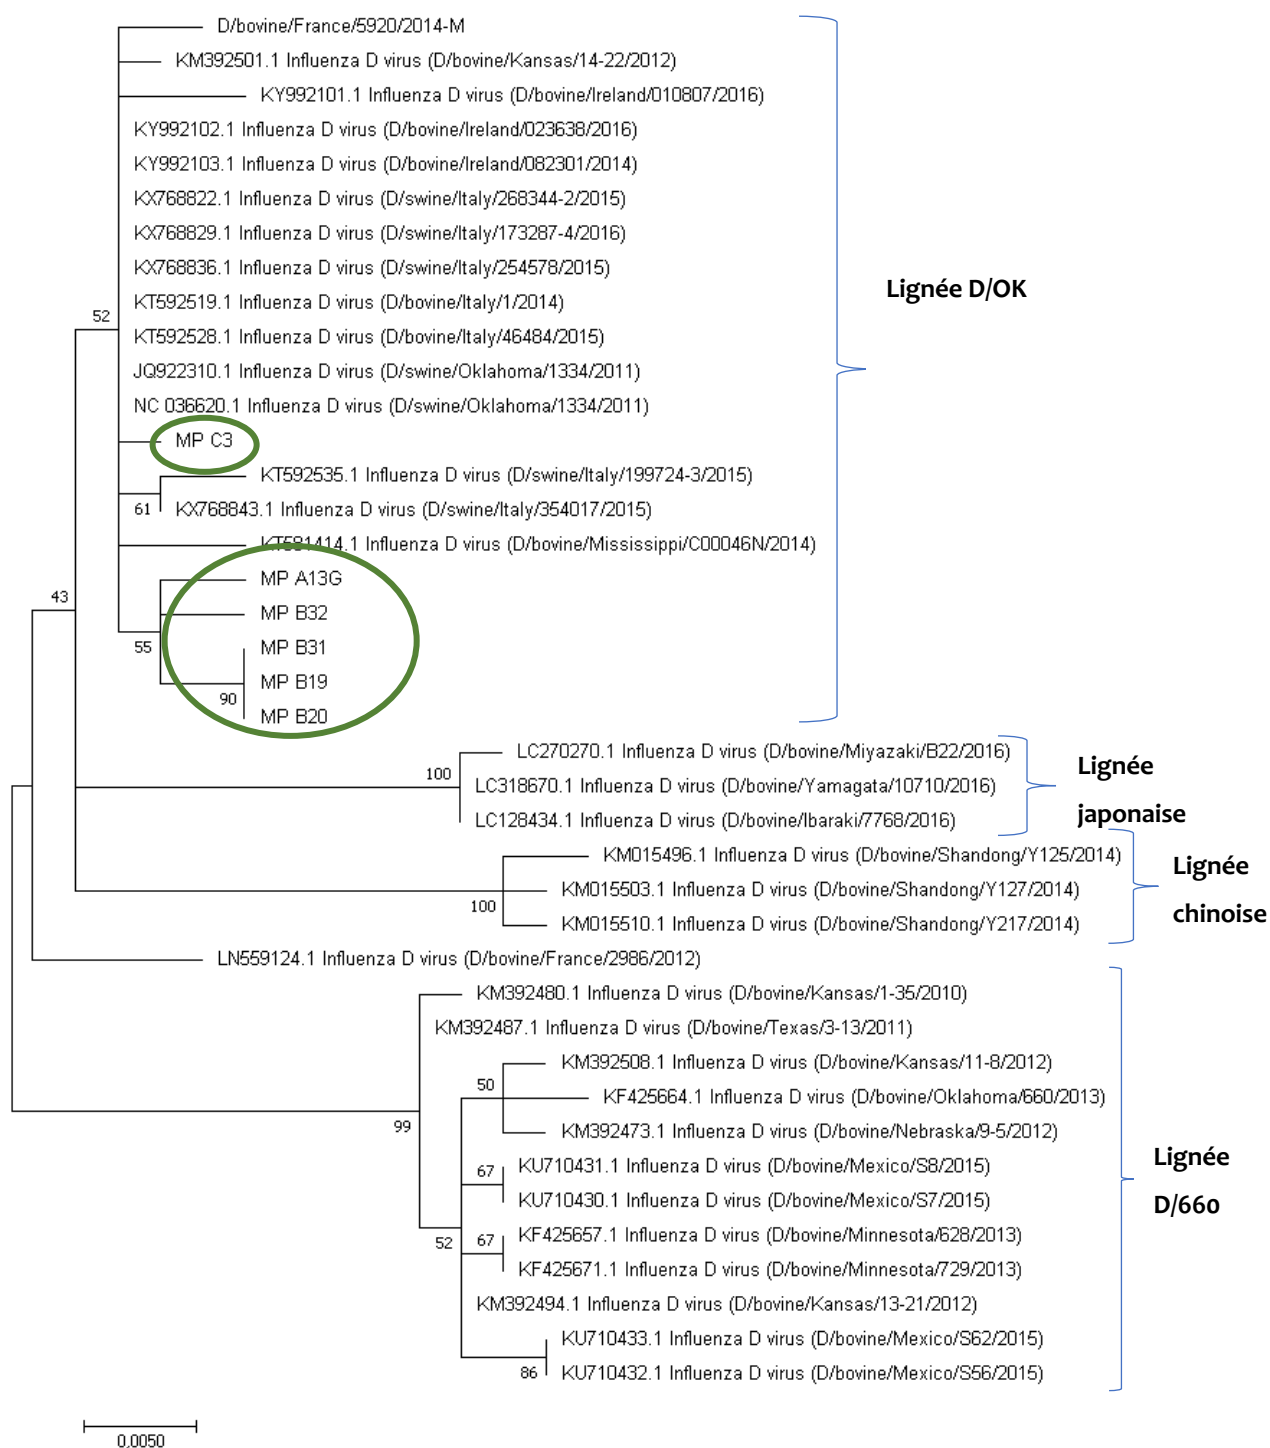 D/bovine/France/5920/2014-M
KM392501.1 Influenza D virus (D/bovine/Kansas/14-22/2012)
KY992101.1 Influenza D virus (D/bovine/Ireland/010807/2016)
KY992102.1 Influenza D virus (D/bovine/Ireland/023638/2016)
KY992103.1 Influenza D virus (D/bovine/Ireland/082301/2014)
KX768822.1 Influenza D virus (D/swine/Italy/268344-2/2015)
KX768829.1 Influenza D virus (D/swine/Italy/173287-4/2016)
KX768836.1 Influenza D virus (D/swine/Italy/254578/2015)
Lignée D/OK
KT592519.1 Influenza D virus (D/bovine/Italy/1/2014)
52
KT592528.1 Influenza D virus (D/bovine/Italy/46484/2015)
JQ922310.1 Influenza D virus (D/swine/Oklahoma/1334/2011)
NC 036620.1 Influenza D virus (D/swine/Oklahoma/1334/2011)
MP C3
KT592535.1 Influenza D virus (D/swine/Italy/199724-3/2015)
61
KX768843.1 Influenza D virus (D/swine/Italy/354017/2015)
KT581414.1 Influenza D virus (D/bovine/Mississippi/C00046N/2014)
MP A13G
43
MP B32
55
MP B31
MP B19
90
MP B20
LC270270.1 Influenza D virus (D/bovine/Miyazaki/B22/2016)
100
LC318670.1 Influenza D virus (D/bovine/Yamagata/10710/2016)
LC128434.1 Influenza D virus (D/bovine/Ibaraki/7768/2016)
Lignée
japonaise
KM015496.1 Influenza D virus (D/bovine/Shandong/Y125/2014)
KM015503.1 Influenza D virus (D/bovine/Shandong/Y127/2014)
100
KM015510.1 Influenza D virus (D/bovine/Shandong/Y217/2014)
Lignée
chinoise
LN559124.1 Influenza D virus (D/bovine/France/2986/2012)
KM392480.1 Influenza D virus (D/bovine/Kansas/1-35/2010)
KM392487.1 Influenza D virus (D/bovine/Texas/3-13/2011)
KM392508.1 Influenza D virus (D/bovine/Kansas/11-8/2012)
50
KF425664.1 Influenza D virus (D/bovine/Oklahoma/660/2013)
99
KM392473.1 Influenza D virus (D/bovine/Nebraska/9-5/2012)
67
KU710431.1 Influenza D virus (D/bovine/Mexico/S8/2015)
KU710430.1 Influenza D virus (D/bovine/Mexico/S7/2015)
Lignée
D/660
52
67
KF425657.1 Influenza D virus (D/bovine/Minnesota/628/2013)
KF425671.1 Influenza D virus (D/bovine/Minnesota/729/2013)
KM392494.1 Influenza D virus (D/bovine/Kansas/13-21/2012)
KU710433.1 Influenza D virus (D/bovine/Mexico/S62/2015)
86
KU710432.1 Influenza D virus (D/bovine/Mexico/S56/2015)
0.0050